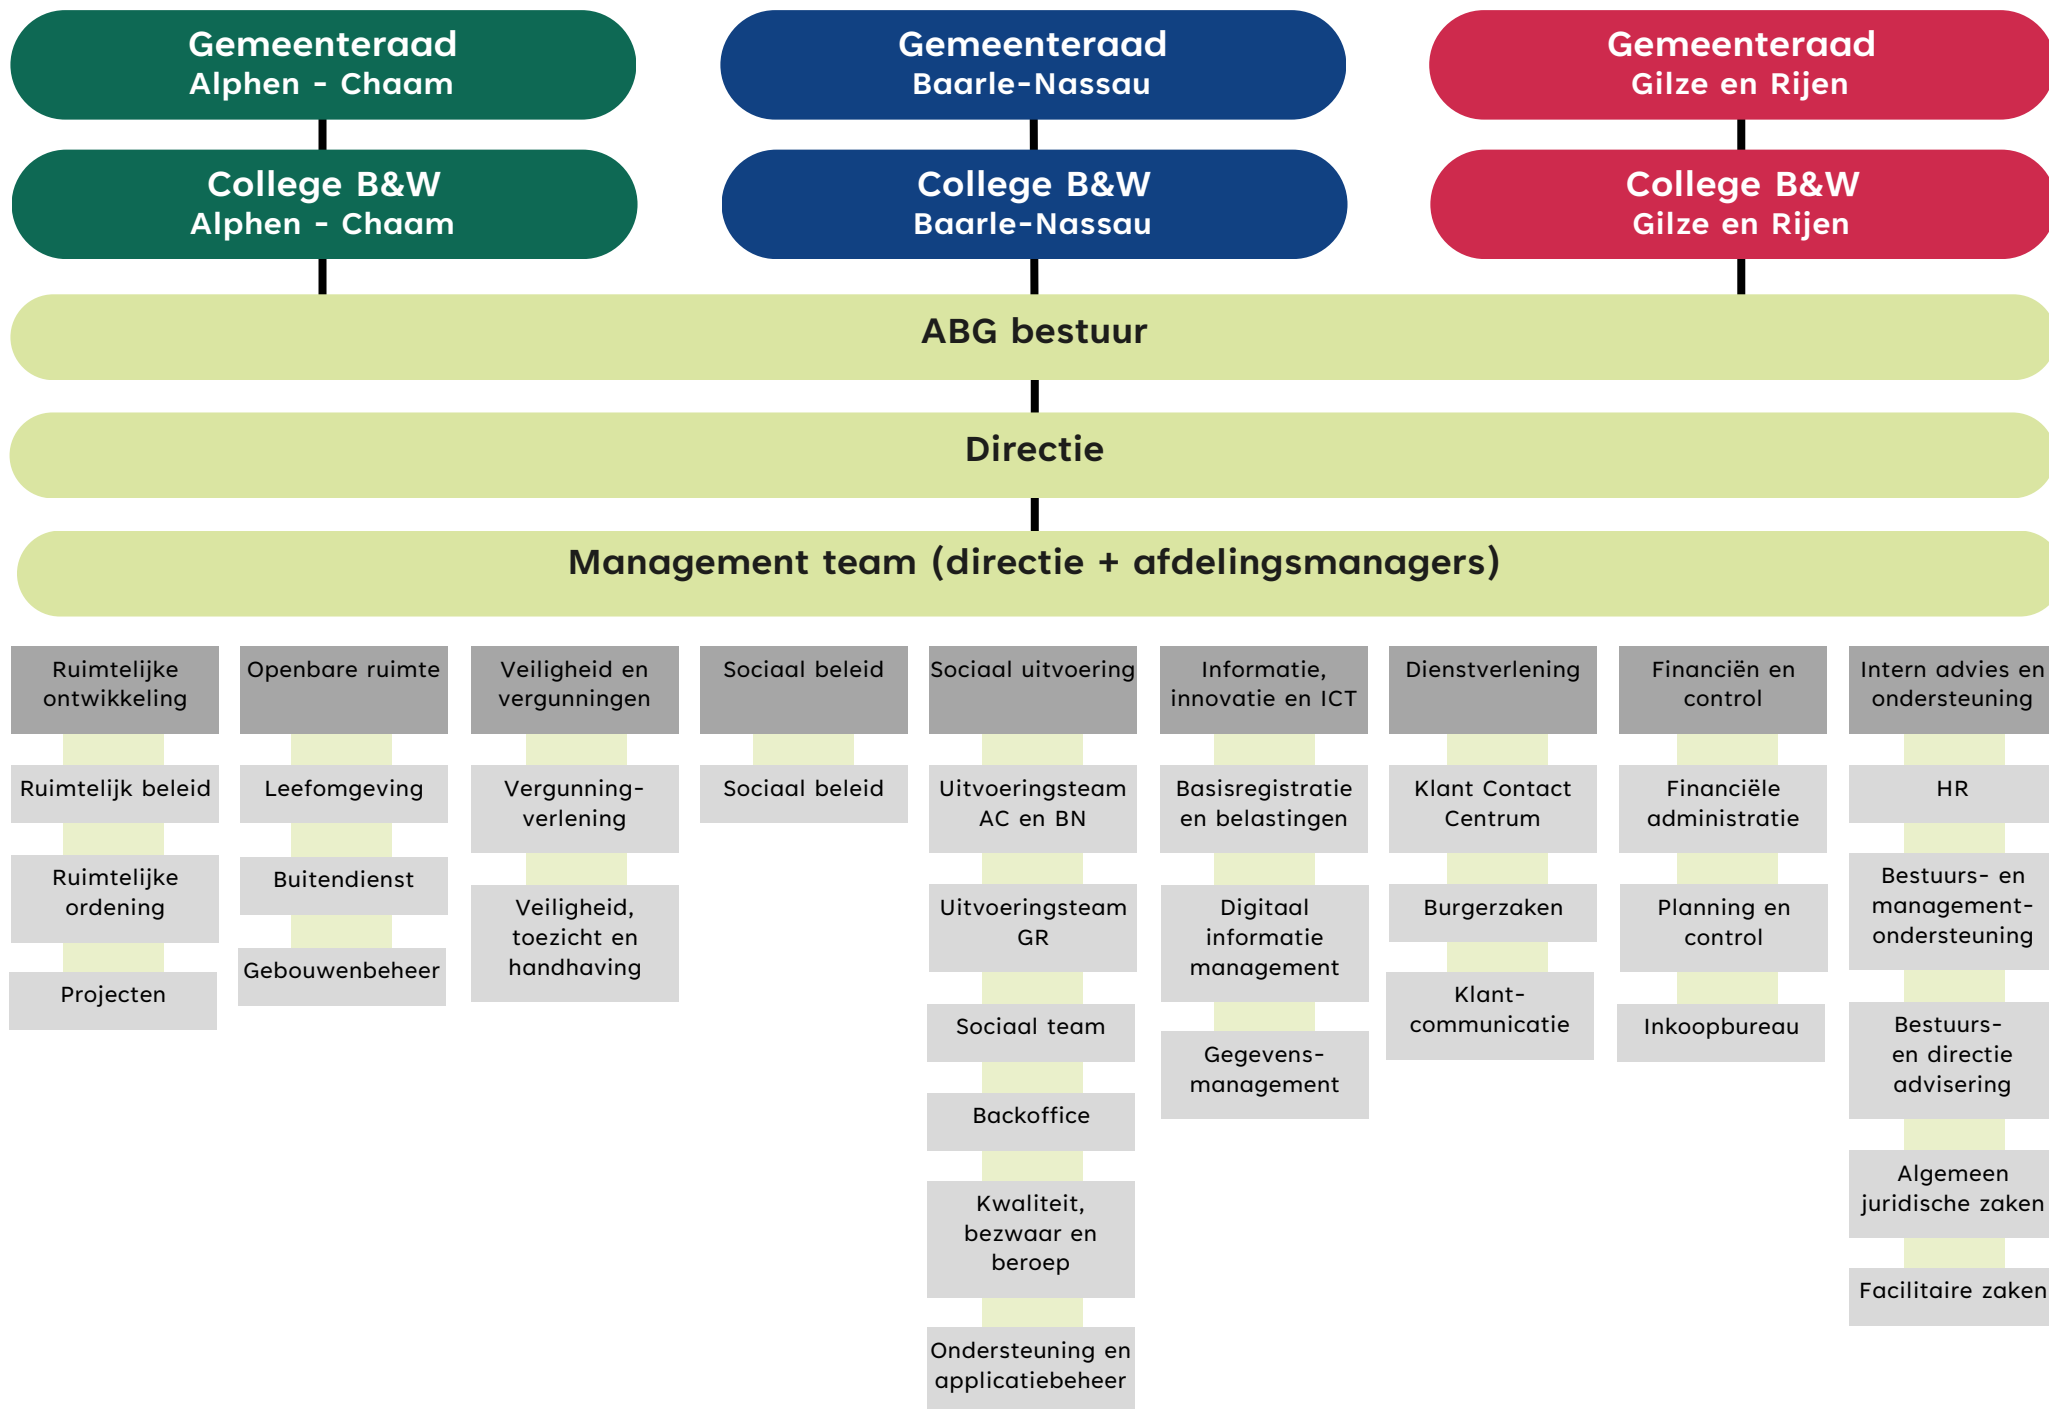 Gemeenteraad
Alphen - Chaam
Gemeenteraad
Baarle-Nassau
Gemeenteraad
Gilze en Rijen
College B&W
Alphen - Chaam
College B&W
Baarle-Nassau
College B&W
Gilze en Rijen
ABG bestuur
Directie
Management team (directie + afdelingsmanagers)
Ruimtelijke
ontwikkeling
Ruimtelijk beleid
Ruimtelijke
ordening
Projecten
Openbare ruimte
Leefomgeving
Buitendienst
Gebouwenbeheer
Veiligheid en
vergunningen
Vergunning-
verlening
Veiligheid,
toezicht en
handhaving
Sociaal beleid
Sociaal beleid
Sociaal uitvoering
Uitvoeringsteam
AC en BN
Uitvoeringsteam
GR
Sociaal team
Backoffice
Kwaliteit,
bezwaar en
beroep
Ondersteuning en
applicatiebeheer
Informatie,
innovatie en ICT
Basisregistratie
en belastingen
Digitaal
informatie
management
Gegevens-
management
Dienstverlening
Klant Contact
Centrum
Burgerzaken
Klant-
communicatie
Financiën en
control
Financiële
administratie
Planning en
control
Inkoopbureau
Intern advies en
ondersteuning
HR
Bestuurs- en
management-
ondersteuning
Bestuurs-
en directie
advisering
Algemeen
juridische zaken
Facilitaire zaken